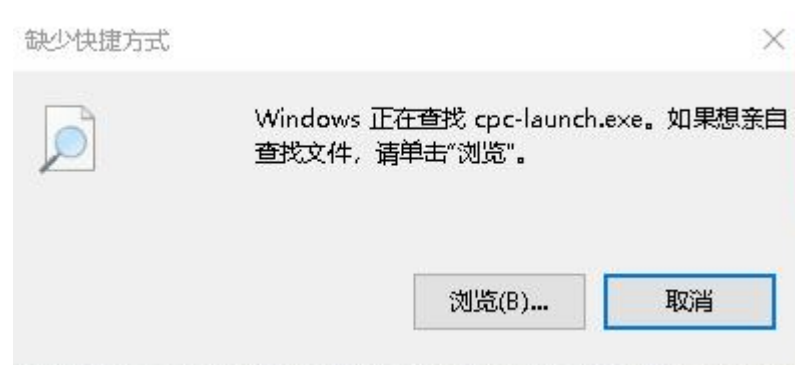 缺少快捷方式
Windows 正在查找 cpc-launch.exe。如果想亲自
查找文件，请单击“浏览”。
浏览(B)...
取消